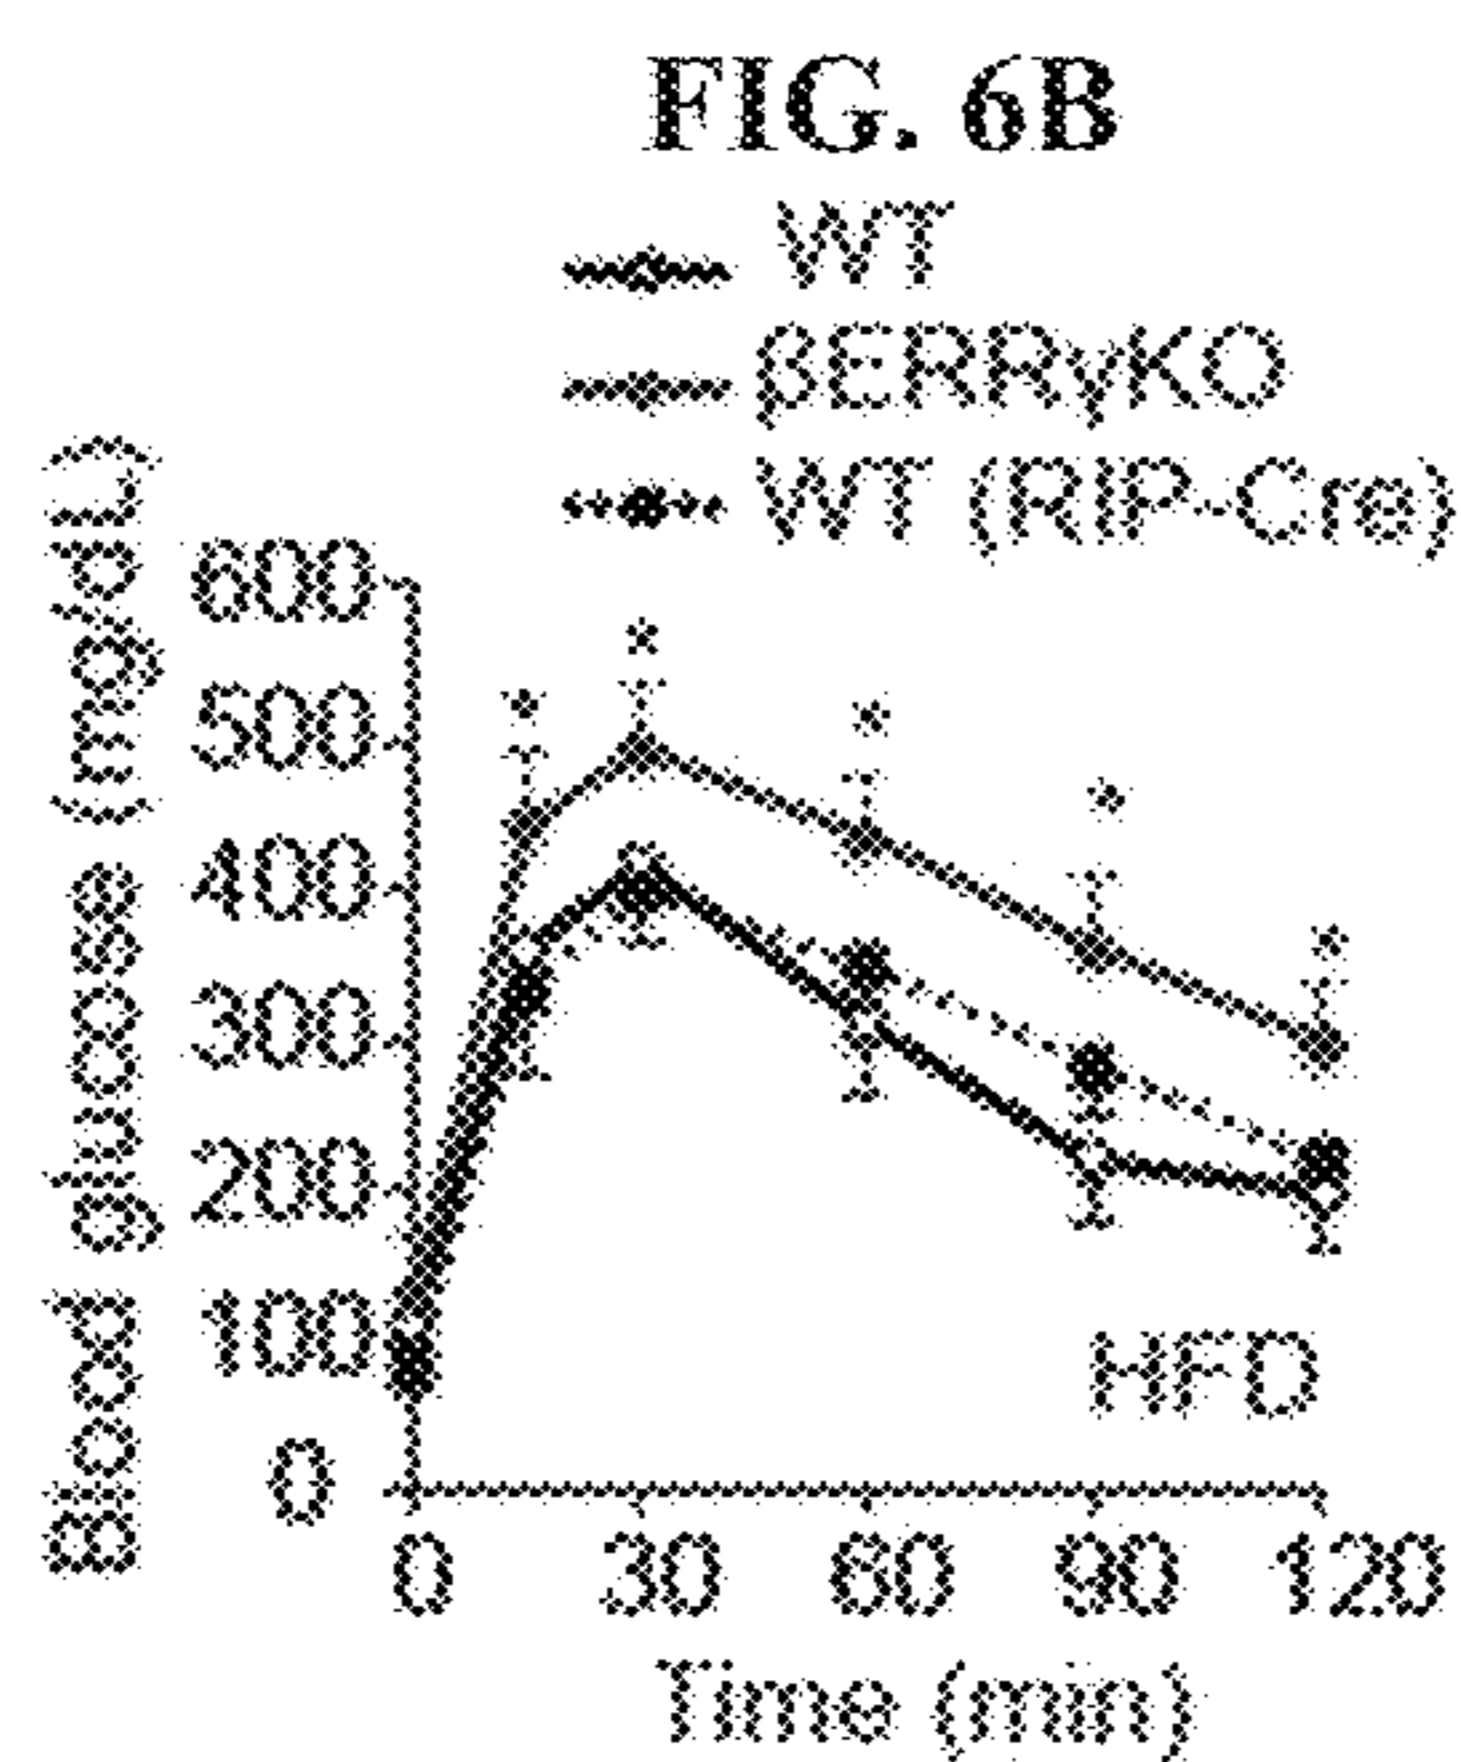 FIG. 6B
WT
βERRγKO
WT (RIP-Cre)
Blood glucose (mg/dL)
600
500
400
300
200
100
0
* * * * *
HFD
0 30 60 90 120
Time (min)